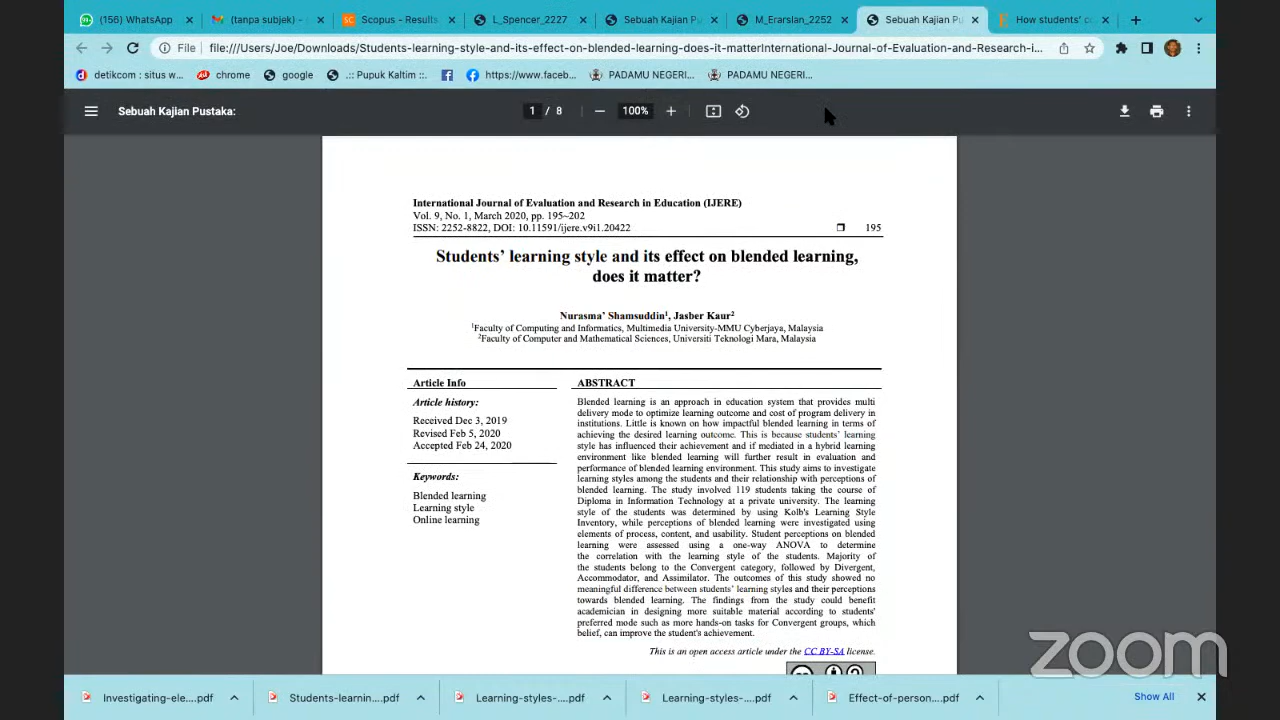 (156) WhatsApp
(tanpa subjek) -
Scopus - Results
L_Spencer_2227
Sebuah Kajian Pu
M_Erarslan_2252
Sebuah Kajian Pu
How students' co
File
file:///Users/Joe/Downloads/Students-learning-style-and-its-effect-on-blended-learning-does-it-matterInternational-Journal-of-Evaluation-and-Research-i...
detikcom : situs w...
chrome
google
.:: Pupuk Kaltim ::.
https://www.faceb...
PADAMU NEGERI...
PADAMU NEGERI...
Sebuah Kajian Pustaka:
1 / 8
100%
International Journal of Evaluation and Research in Education (IJERE)
Vol. 9, No. 1, March 2020, pp. 195~202
ISSN: 2252-8822, DOI: 10.11591/ijere.v9i1.20422
195
Students' learning style and its effect on blended learning,
does it matter?
Nurasma' Shamsuddin1, Jasber Kaur2
1Faculty of Computing and Informatics, Multimedia University-MMU Cyberjaya, Malaysia
2Faculty of Computer and Mathematical Sciences, Universiti Teknologi Mara, Malaysia
Article Info
Article history:
Received Dec 3, 2019
Revised Feb 5, 2020
Accepted Feb 24, 2020
Keywords:
Blended learning
Learning style
Online learning
ABSTRACT
Blended learning is an approach in education system that provides multi
delivery mode to optimize learning outcome and cost of program delivery in
institutions. Little is known on how impactful blended learning in terms of
achieving the desired learning outcome. This is because students' learning
style has influenced their achievement and if mediated in a hybrid learning
environment like blended learning will further result in evaluation and
performance of blended learning environment. This study aims to investigate
learning styles among the students and their relationship with perceptions of
blended learning. The study involved 119 students taking the course of
Diploma in Information Technology at a private university. The learning
style of the students was determined by using Kolb's Learning Style
Inventory, while perceptions of blended learning were investigated using
elements of process, content, and usability. Student perceptions on blended
learning were assessed using a one-way ANOVA to determine
the correlation with the learning style of the students. Majority of
the students belong to the Convergent category, followed by Divergent,
Accommodator, and Assimilator. The outcomes of this study showed no
meaningful difference between students' learning styles and their perceptions
towards blended learning. The findings from the study could benefit
academician in designing more suitable material according to students'
preferred mode such as more hands-on tasks for Convergent groups, which
belief, can improve the student's achievement.
This is an open access article under the CC BY-SA license.
zoom
Investigating-ele....pdf
Students-learnin....pdf
Learning-styles-....pdf
Learning-styles-....pdf
Effect-of-person....pdf
Show All